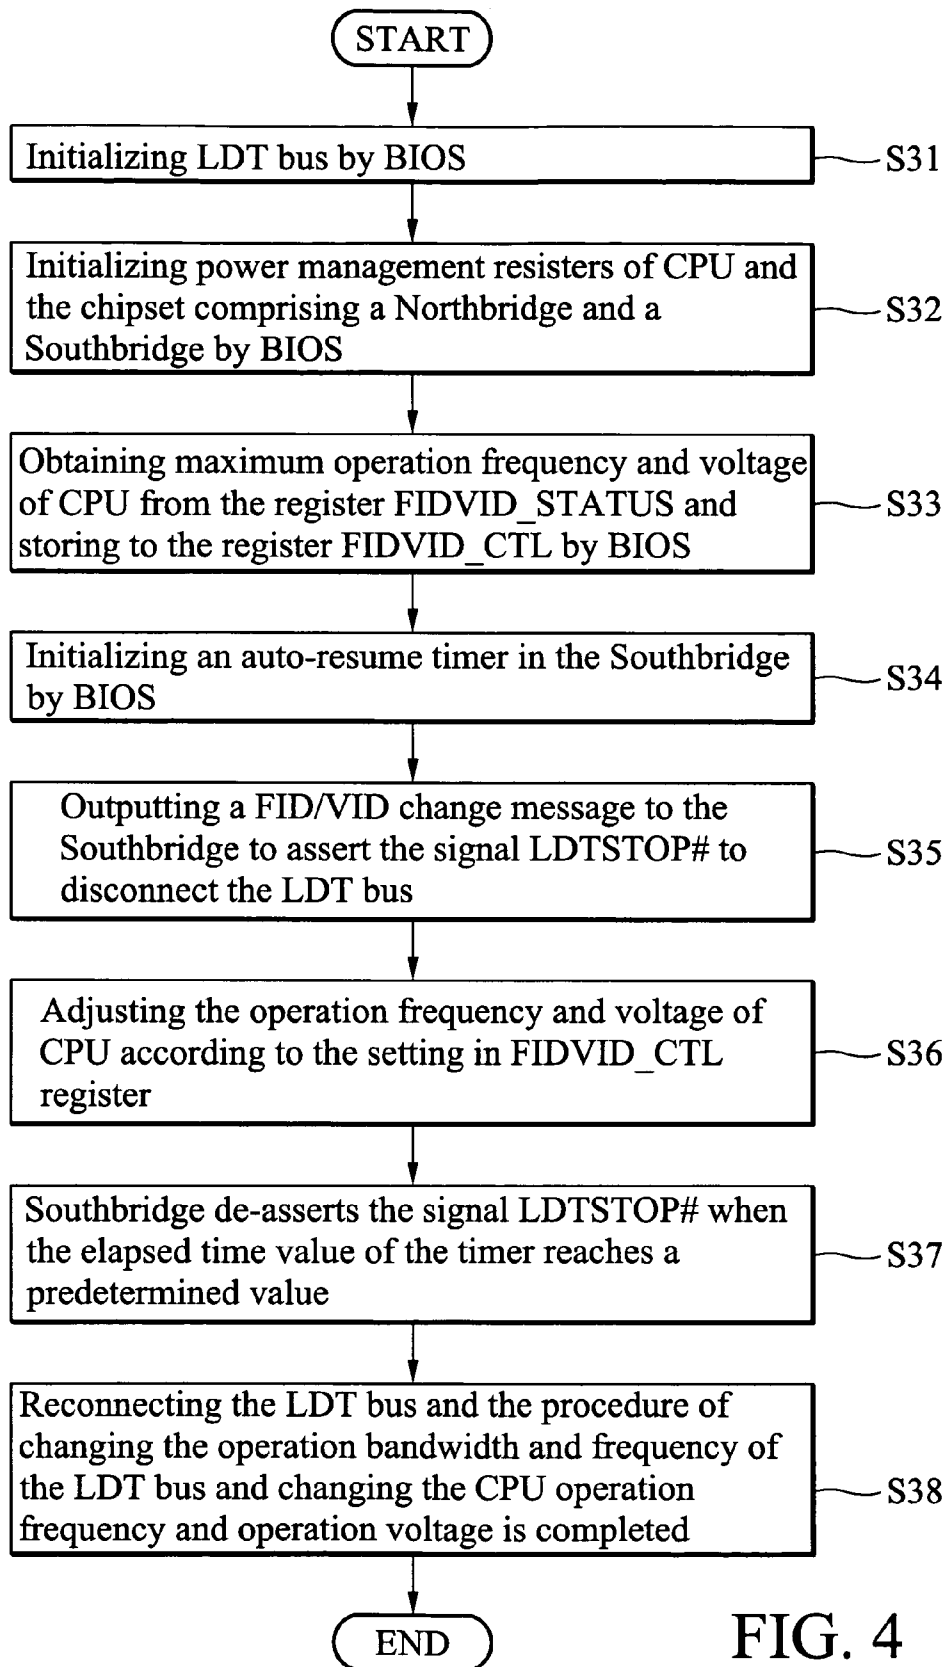 START
Initializing LDT bus by BIOS
S31
Initializing power management resisters of CPU and
the chipset comprising a Northbridge and a
Southbridge by BIOS
S32
Obtaining maximum operation frequency and voltage
of CPU from the register FIDVID_STATUS and
storing to the register FIDVID_CTL by BIOS
S33
Initializing an auto-resume timer in the Southbridge
by BIOS
S34
Outputting a FID/VID change message to the
Southbridge to assert the signal LDTSTOP# to
disconnect the LDT bus
S35
Adjusting the operation frequency and voltage of
CPU according to the setting in FIDVID_CTL
register
S36
Southbridge de-asserts the signal LDTSTOP# when
the elapsed time value of the timer reaches a
predetermined value
S37
Reconnecting the LDT bus and the procedure of
changing the operation bandwidth and frequency of
the LDT bus and changing the CPU operation
frequency and operation voltage is completed
S38
END
FIG. 4